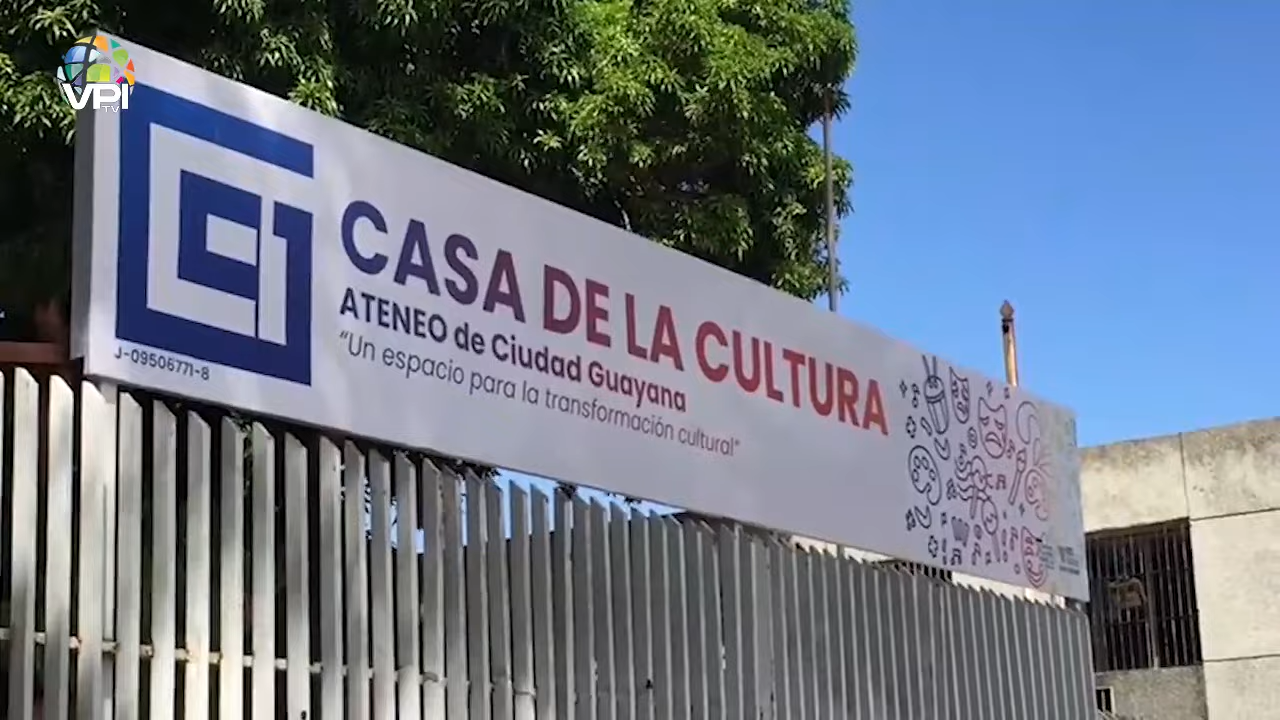 VPI
TV
CASA DE LA CULTURA
ATENEO de Ciudad Guayana
“Un espacio para la transformación cultural”
J-09506771-8